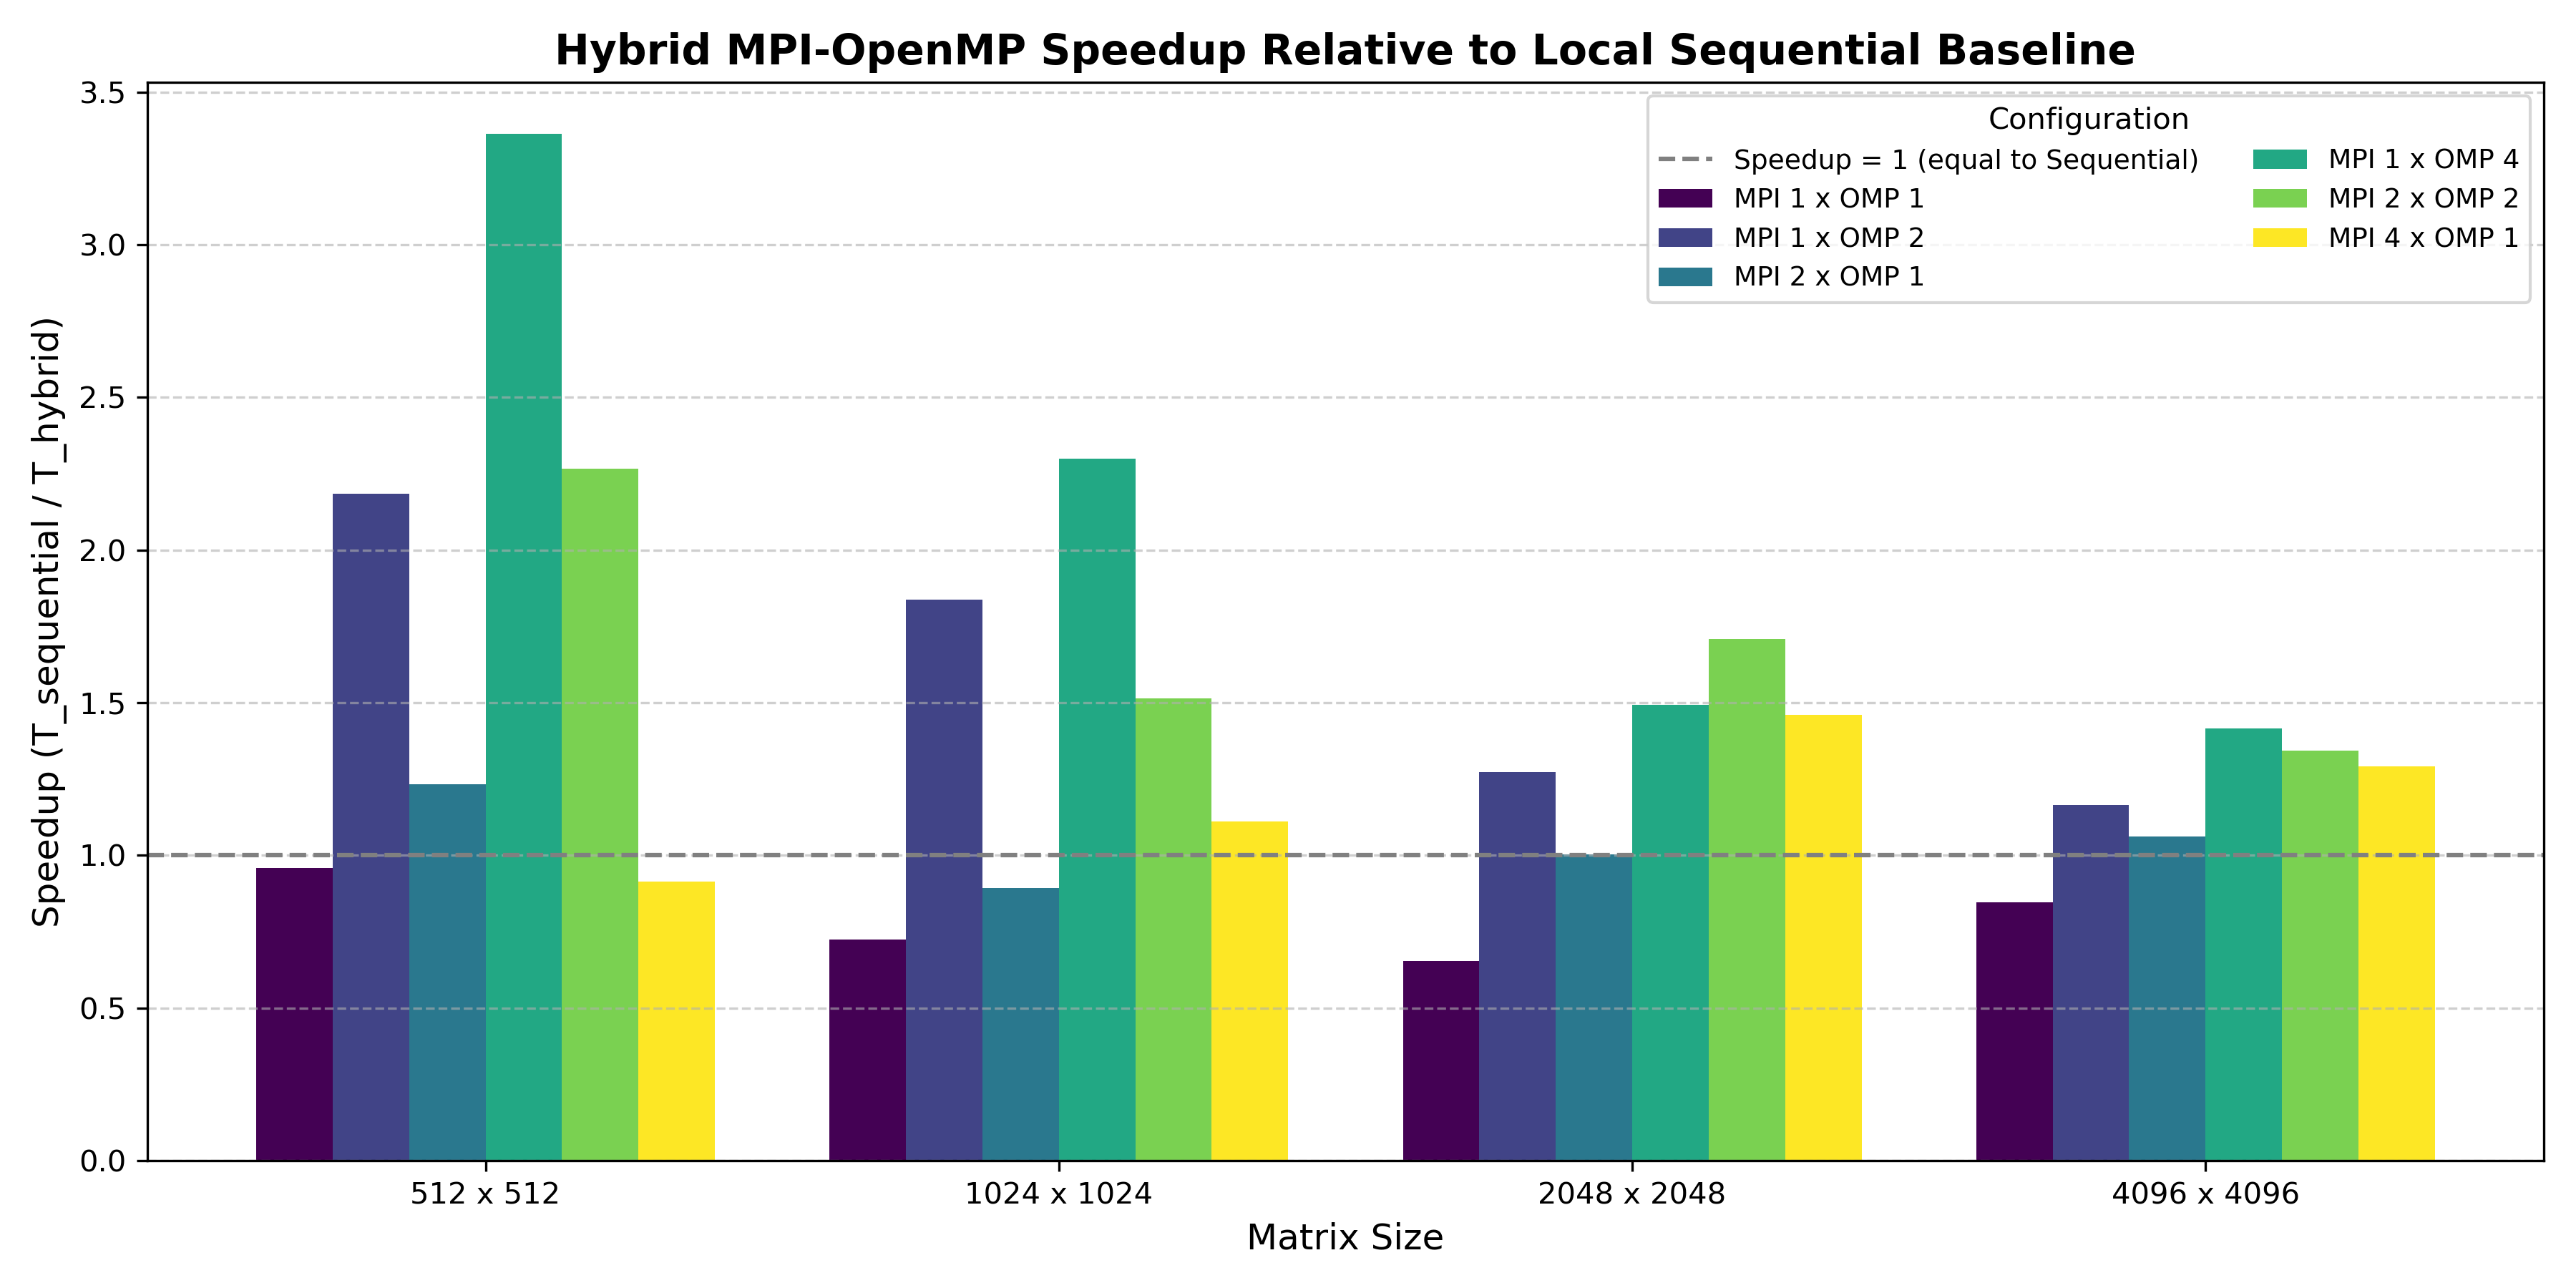 Hybrid MPI-OpenMP Speedup Relative to Local Sequential Baseline
Speedup (T_sequential / T_hybrid)
3.5
3.0
2.5
2.0
1.5
1.0
0.5
0.0
Configuration
Speedup = 1 (equal to Sequential)
MPI 1 x OMP 1
MPI 1 x OMP 2
MPI 2 x OMP 1
MPI 1 x OMP 4
MPI 2 x OMP 2
MPI 4 x OMP 1
512 x 512
1024 x 1024
2048 x 2048
4096 x 4096
Matrix Size